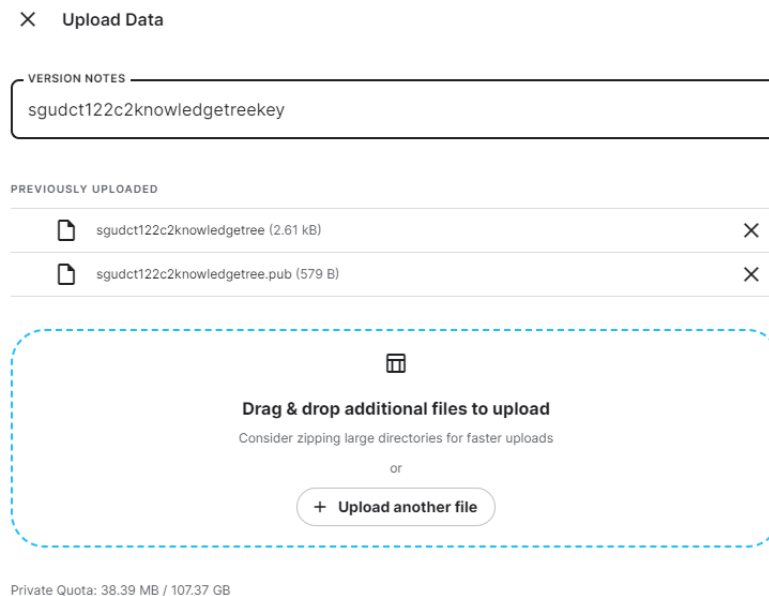 Upload Data
VERSION NOTES
sgudct122c2knowledgetreekey
PREVIOUSLY UPLOADED
sgudct122c2knowledgetree (2.61 kB)
sgudct122c2knowledgetree.pub (579 B)
Drag & drop additional files to upload
Consider zipping large directories for faster uploads
or
+ Upload another file
Private Quota: 38.39 MB / 107.37 GB